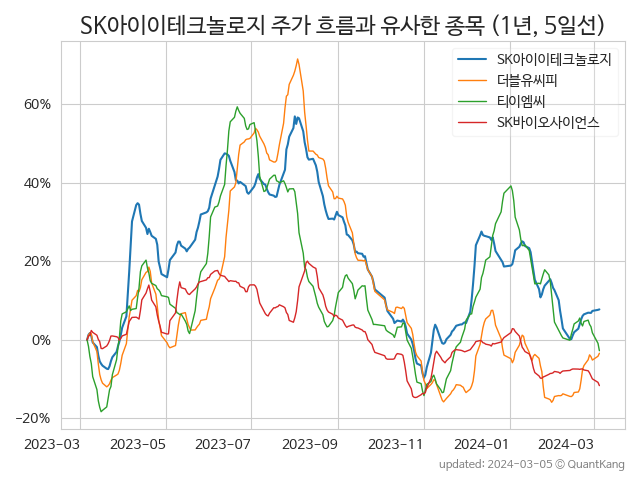 SK아이이테크놀로지 주가 흐름과 유사한 종목 (1년, 5일선)
SK아이이테크놀로지
더블유씨피
티이엠씨
SK바이오사이언스
60%
40%
20%
0%
−20%
2023-03
2023-05
2023-07
2023-09
2023-11
2024-01
2024-03
updated: 2024-03-05 © QuantKang